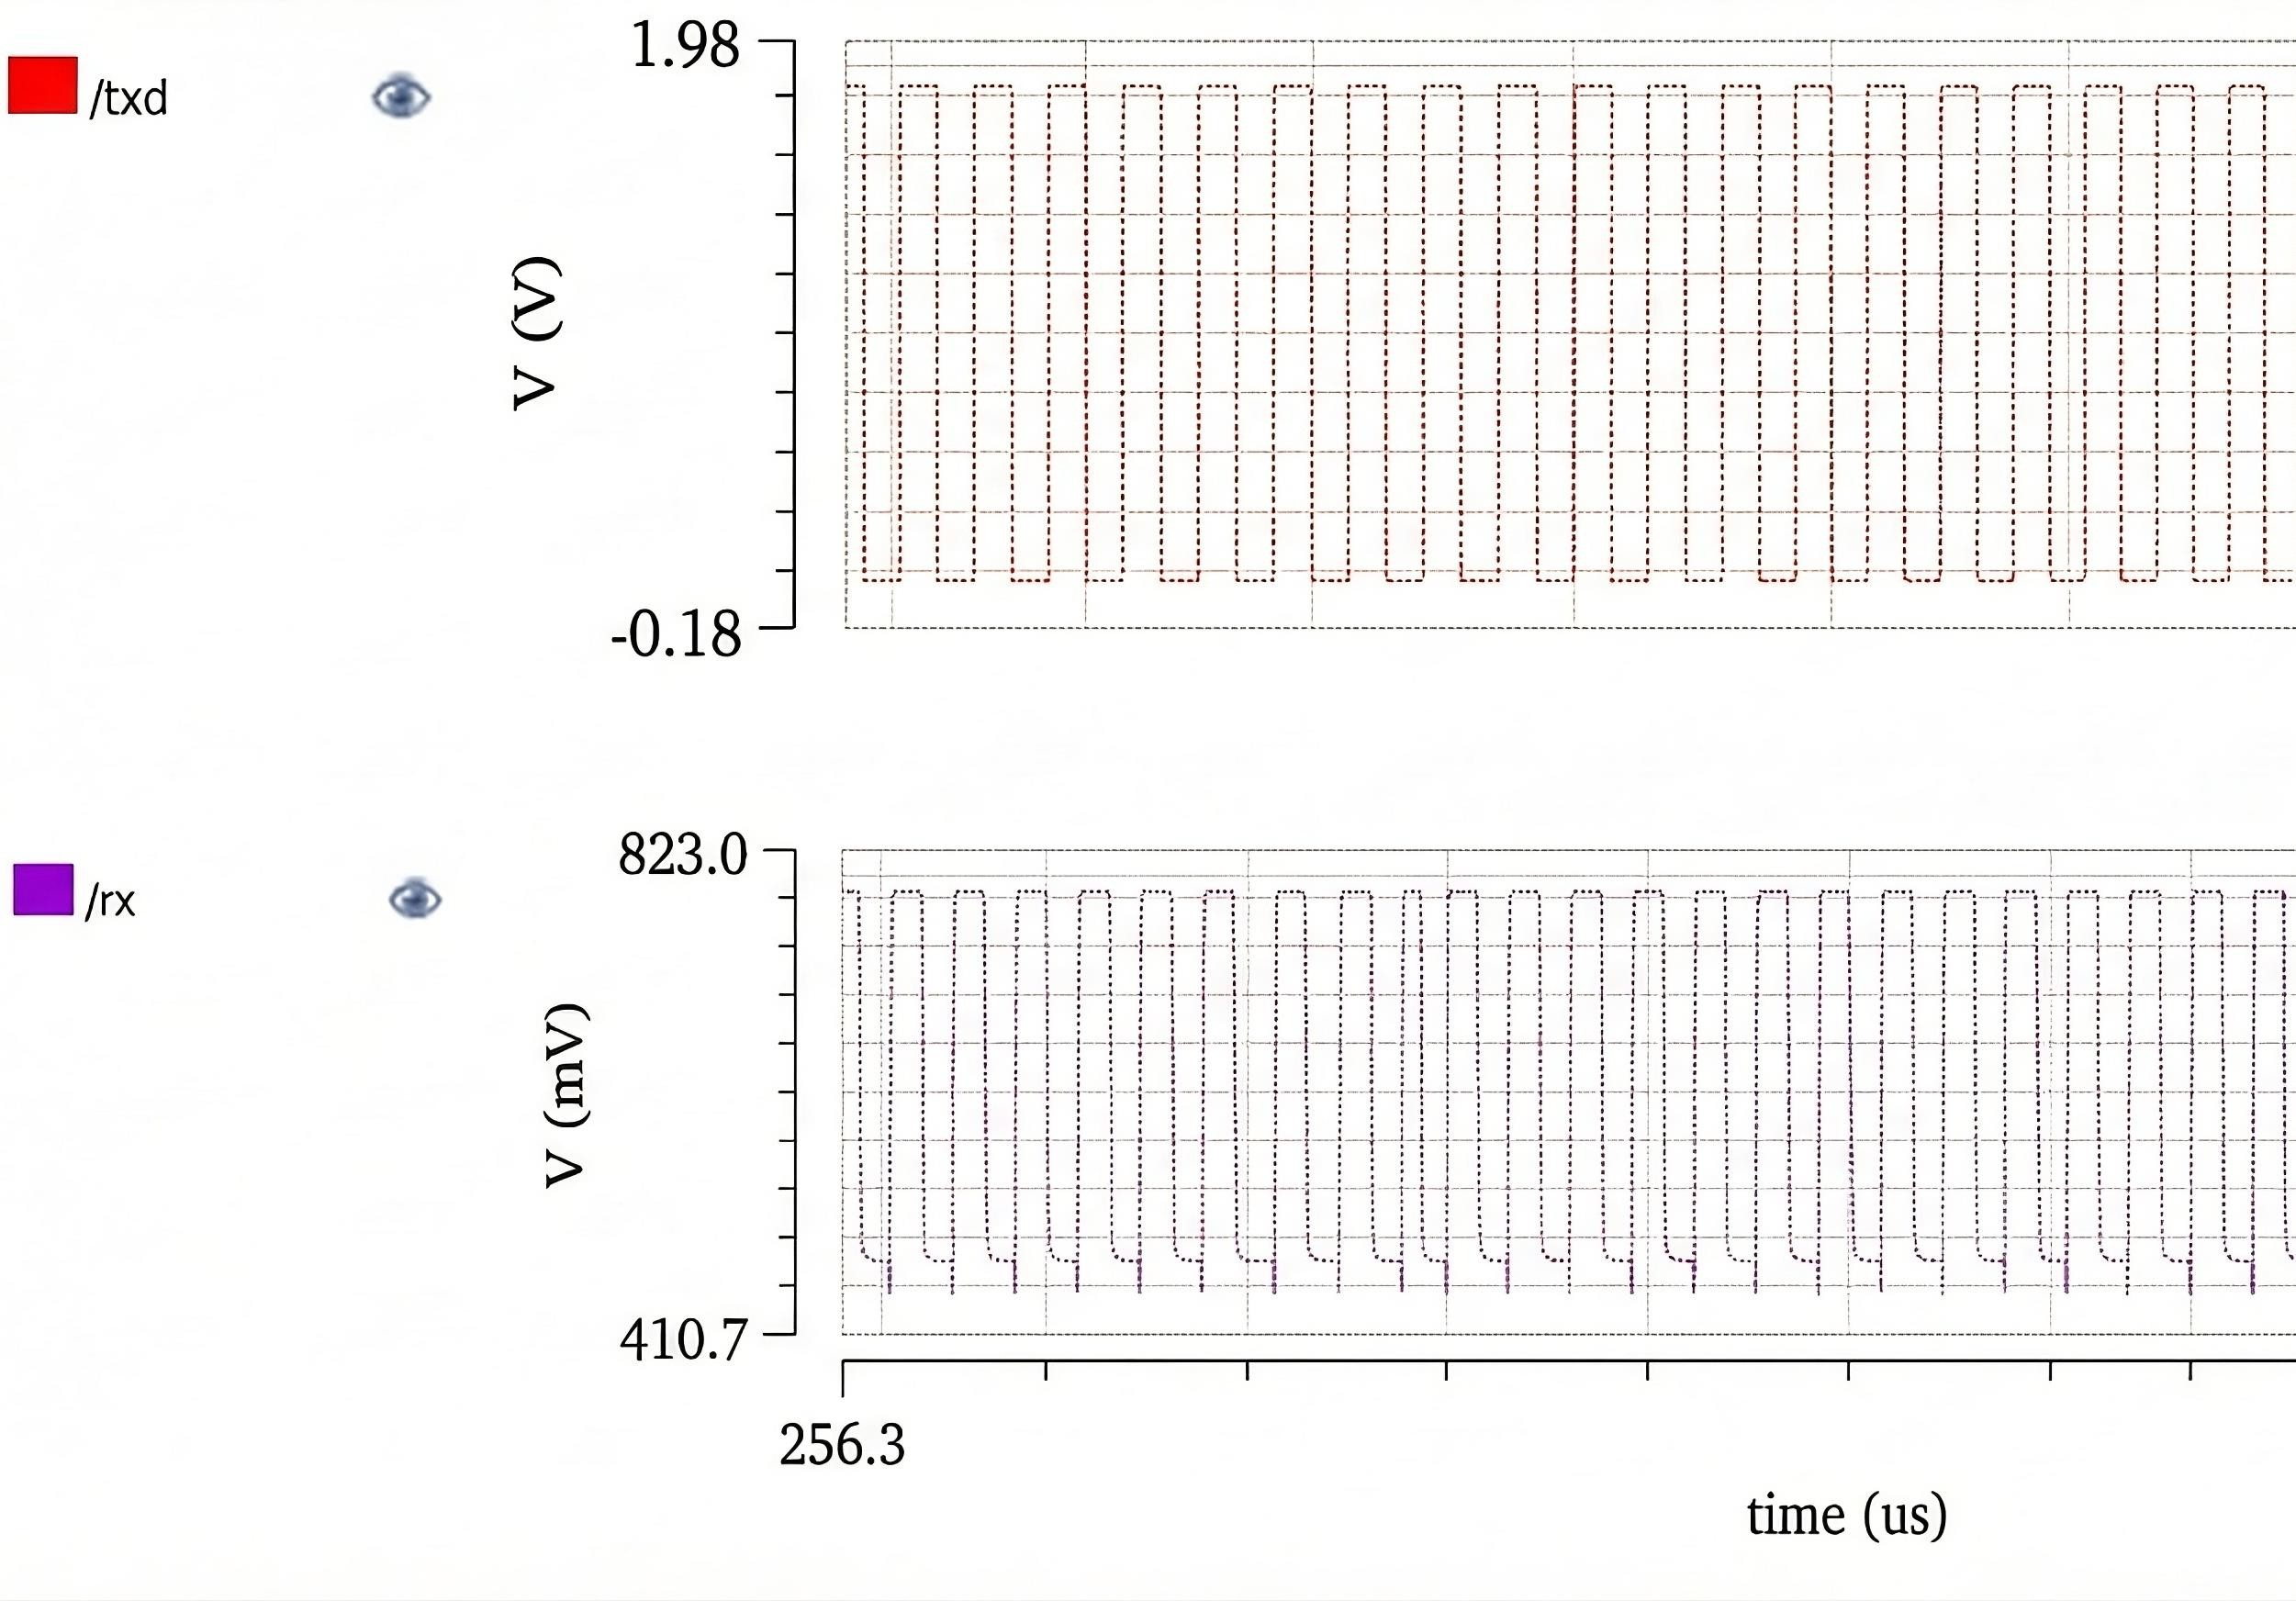 /txd
1.98
V (V)
-0.18
/rx
823.0
V (mV)
410.7
256.3
time (us)